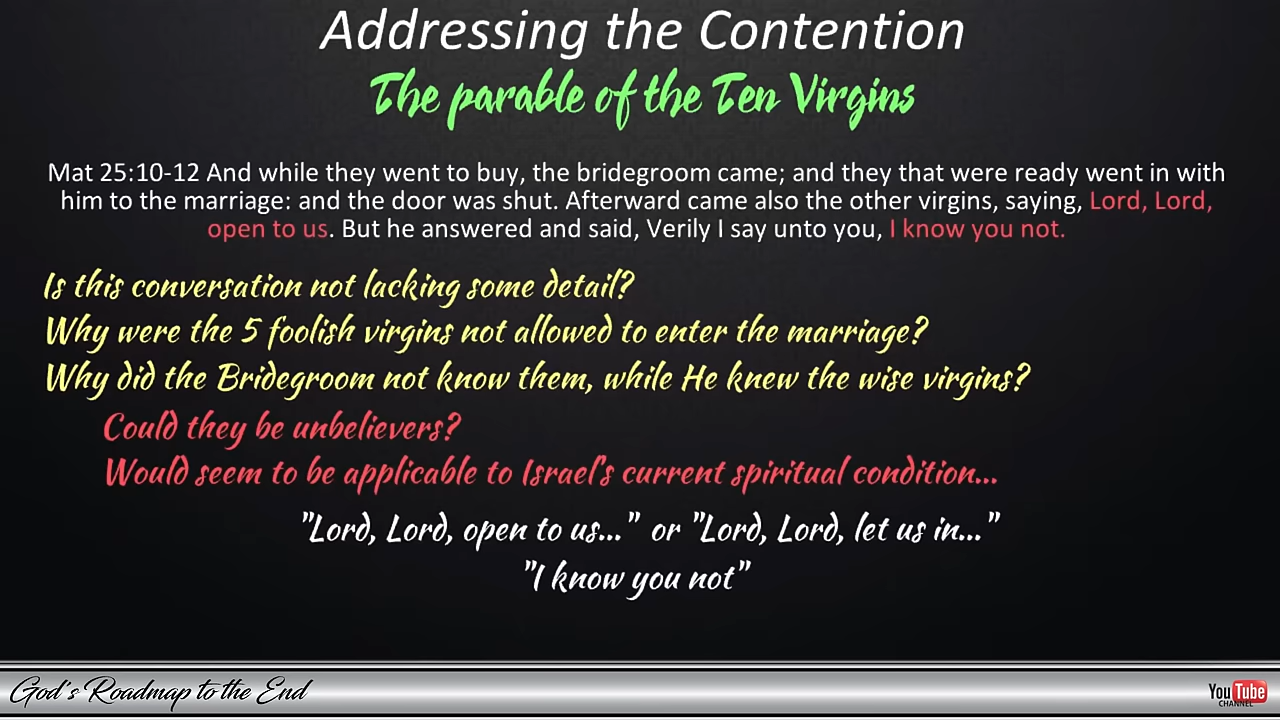 Addressing the Contention
The parable of the Ten Virgins
Mat 25:10-12 And while they went to buy, the bridegroom came; and they that were ready went in with
him to the marriage: and the door was shut. Afterward came also the other virgins, saying, Lord, Lord,
open to us. But he answered and said, Verily I say unto you, I know you not.
Is this conversation not lacking some detail?
Why were the 5 foolish virgins not allowed to enter the marriage?
Why did the Bridegroom not know them, while He knew the wise virgins?
Could they be unbelievers?
Would seem to be applicable to Israel's current spiritual condition...
"Lord, Lord, open to us..." or "Lord, Lord, let us in..."
"I know you not"
God's Roadmap to the End
YouTube
CHANNEL